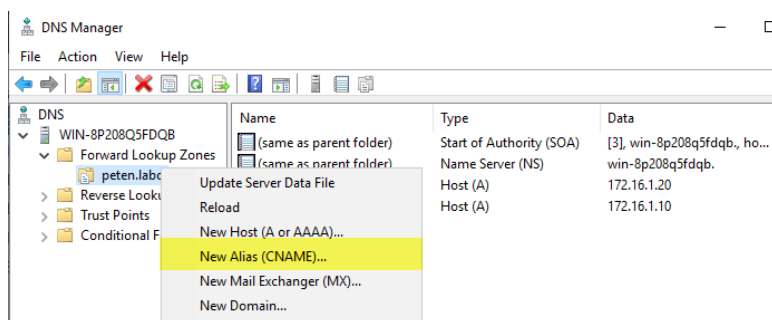 DNS Manager
File Action View Help
DNS
WIN-8P208Q5FDQB
Forward Lookup Zones
peten.labc
Reverse Looku
Trust Points
Conditional F
Name Type Data
(same as parent folder) Start of Authority (SOA) [3], win-8p208q5fdqb., ho...
(same as parent folder) Name Server (NS) win-8p208q5fdqb.
Host (A) 172.16.1.20
Host (A) 172.16.1.10
Update Server Data File
Reload
New Host (A or AAAA)...
New Alias (CNAME)...
New Mail Exchanger (MX)...
New Domain...